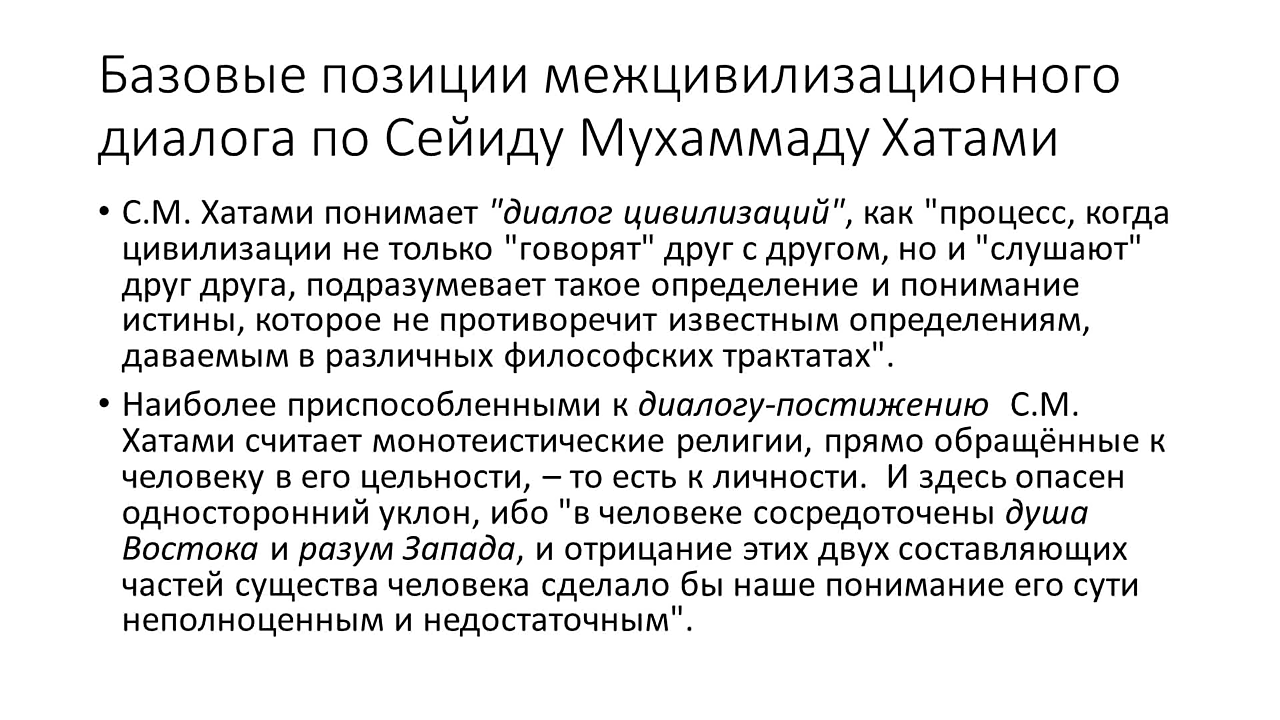 Базовые позиции межцивилизационного
диалога по Сейиду Мухаммаду Хатами
• С.М. Хатами понимает "диалог цивилизаций", как "процесс, когда
цивилизации не только "говорят" друг с другом, но и "слушают"
друг друга, подразумевает такое определение и понимание
истины, которое не противоречит известным определениям,
даваемым в различных философских трактатах".
• Наиболее приспособленными к диалогу-постижению  С.М.
Хатами считает монотеистические религии, прямо обращённые к
человеку в его цельности, – то есть к личности.  И здесь опасен
односторонний уклон, ибо "в человеке сосредоточены душа
Востока и разум Запада, и отрицание этих двух составляющих
частей существа человека сделало бы наше понимание его сути
неполноценным и недостаточным".